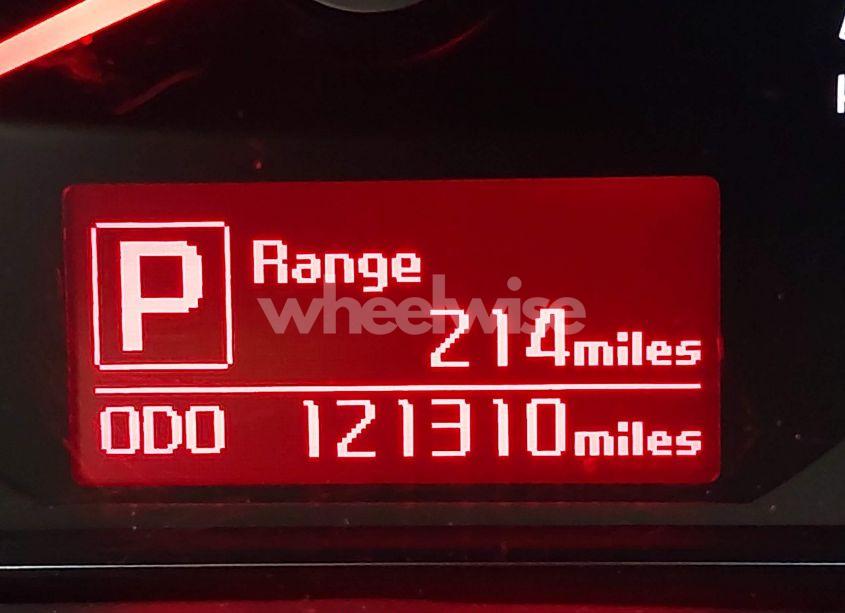 P
Range
wheelwise
214miles
ODO 121310miles